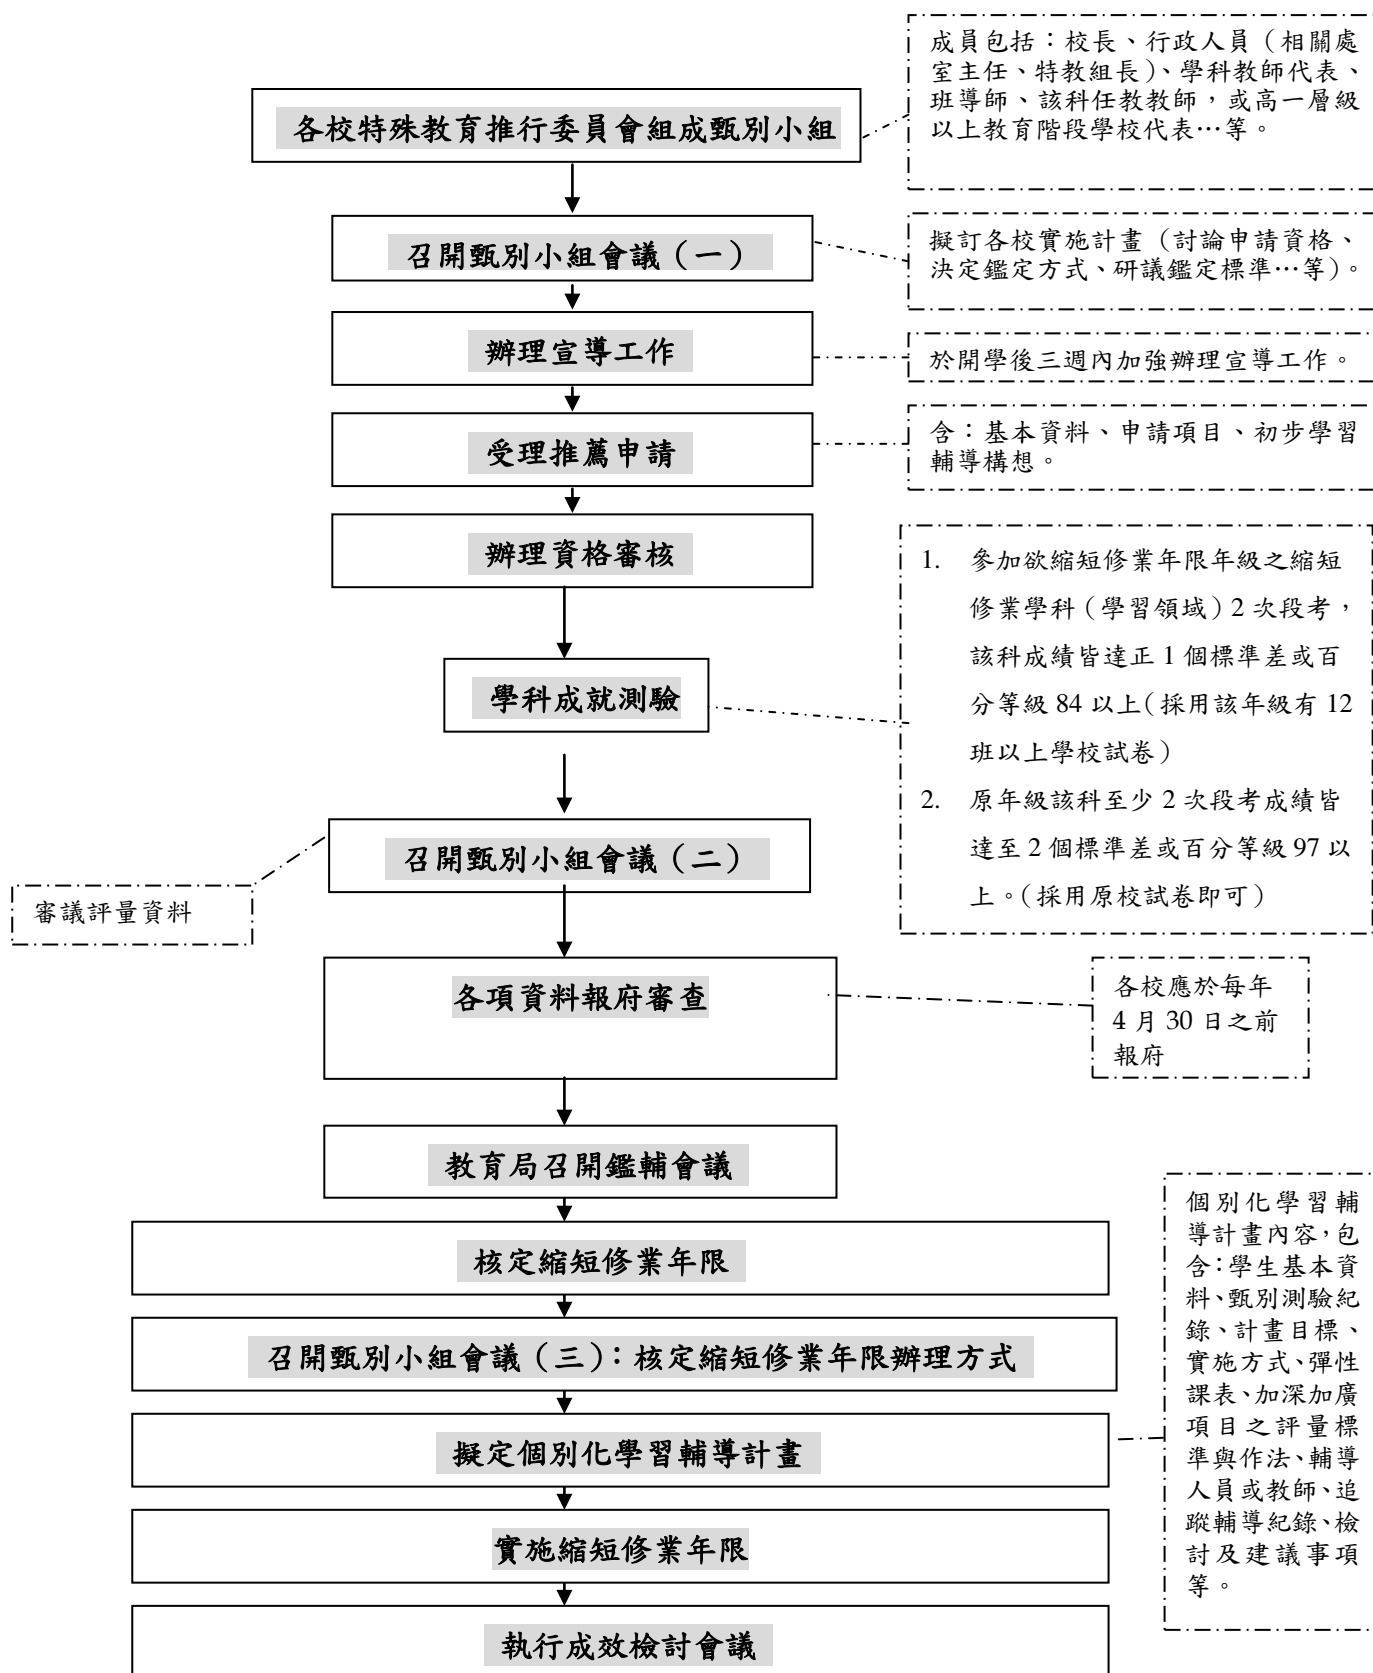 成員包括：校長、行政人員（相關處
室主任、特教組長）、學科教師代表、
班導師、該科任教教師，或高一層級
以上教育階段學校代表…等。
各校特殊教育推行委員會組成甄別小組
召開甄別小組會議（一）
擬訂各校實施計畫（討論申請資格、
決定鑑定方式、研議鑑定標準…等）。
辦理宣導工作
於開學後三週內加強辦理宣導工作。
受理推薦申請
含：基本資料、申請項目、初步學習
輔導構想。
辦理資格審核
1. 參加欲縮短修業年限年級之縮短
修業學科（學習領域）2 次段考，
該科成績皆達正 1 個標準差或百
分等級 84 以上（採用該年級有 12
班以上學校試卷）
2. 原年級該科至少 2 次段考成績皆
達至 2 個標準差或百分等級 97 以
上。（採用原校試卷即可）
學科成就測驗
召開甄別小組會議（二）
審議評量資料
各項資料報府審查
各校應於每年
4 月 30 日之前
報府
教育局召開鑑輔會議
核定縮短修業年限
召開甄別小組會議（三）：核定縮短修業年限辦理方式
擬定個別化學習輔導計畫
個別化學習輔
導計畫內容，包
含：學生基本資
料、甄別測驗紀
錄、計畫目標、
實施方式、彈性
課表、加深加廣
項目之評量標
準與作法、輔導
人員或教師、追
蹤輔導紀錄、檢
討及建議事項
等。
實施縮短修業年限
執行成效檢討會議